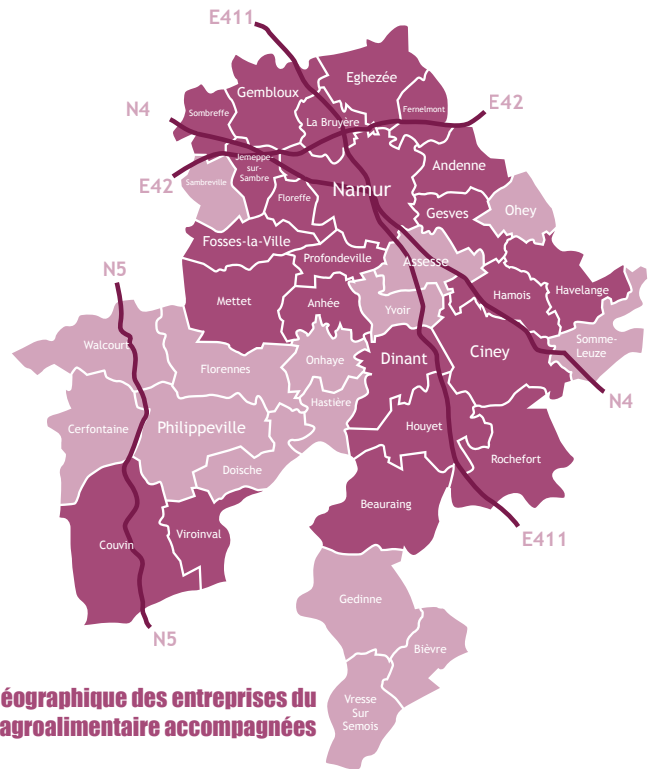 E411
Eghezée
Gembloux
Fernelmont
E42
N4
Sombreffe
La Bruyère
Jemeppe-
sur-
Sambre
Andenne
E42
Sambreville
Namur
Floreffe
Ohey
Gesves
Fosses-la-Ville
Profondeville
Assesse
N5
Havelange
Hamois
Mettet
Anhée
Yvoir
Walcourt
Somme-
Leuze
Onhaye
Dinant
Ciney
Florennes
Hastière
N4
Cerfontaine
Philippeville
Houyet
Rochefort
Doische
Beauraing
Viroinval
E411
Couvin
Gedinne
N5
Bièvre
éographique des entreprises du
agroalimentaire accompagnées
Vresse
Sur
Semois